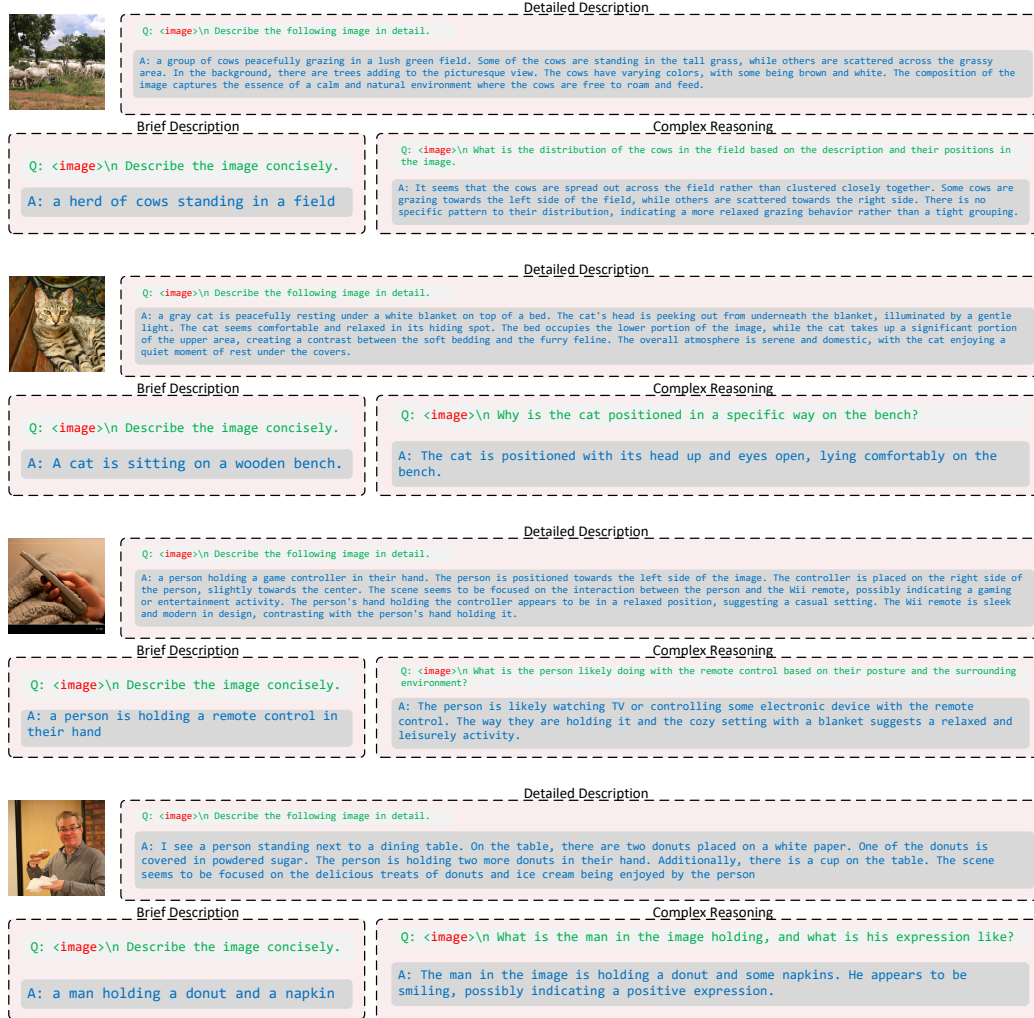 Detailed Description
Q: <image>\n Describe the following image in detail.
A: a group of cows peacefully grazing in a lush green field. Some of the cows are standing in the tall grass, while others are scattered across the grassy
area. In the background, there are trees adding to the picturesque view. The cows have varying colors, with some being brown and white. The composition of the
image captures the essence of a calm and natural environment where the cows are free to roam and feed.
Brief Description
Q: <image>\n Describe the image concisely.
A: a herd of cows standing in a field
Complex Reasoning
Q: <image>\n What is the distribution of the cows in the field based on the description and their positions in
the image.
A: It seems that the cows are spread out across the field rather than clustered closely together. Some cows are
grazing towards the left side of the field, while others are scattered towards the right side. There is no
specific pattern to their distribution, indicating a more relaxed grazing behavior rather than a tight grouping.
Detailed Description
Q: <image>\n Describe the following image in detail.
A: a gray cat is peacefully resting under a white blanket on top of a bed. The cat's head is peeking out from underneath the blanket, illuminated by a gentle
light. The cat seems comfortable and relaxed in its hiding spot. The bed occupies the lower portion of the image, while the cat takes up a significant portion
of the upper area, creating a contrast between the soft bedding and the furry feline. The overall atmosphere is serene and domestic, with the cat enjoying a
quiet moment of rest under the covers.
Brief Description
Q: <image>\n Describe the image concisely.
A: A cat is sitting on a wooden bench.
Complex Reasoning
Q: <image>\n Why is the cat positioned in a specific way on the bench?
A: The cat is positioned with its head up and eyes open, lying comfortably on the
bench.
Detailed Description
Q: <image>\n Describe the following image in detail.
A: a person holding a game controller in their hand. The person is positioned towards the left side of the image. The controller is placed on the right side of
the person, slightly towards the center. The scene seems to be focused on the interaction between the person and the Wii remote, possibly indicating a gaming
or entertainment activity. The person's hand holding the controller appears to be in a relaxed position, suggesting a casual setting. The Wii remote is sleek
and modern in design, contrasting with the person's hand holding it.
Brief Description
Q: <image>\n Describe the image concisely.
A: a person is holding a remote control in
their hand
Complex Reasoning
Q: <image>\n What is the person likely doing with the remote control based on their posture and the surrounding
environment?
A: The person is likely watching TV or controlling some electronic device with the remote
control. The way they are holding it and the cozy setting with a blanket suggests a relaxed and
leisurely activity.
Detailed Description
Q: <image>\n Describe the following image in detail.
A: I see a person standing next to a dining table. On the table, there are two donuts placed on a white paper. One of the donuts is
covered in powdered sugar. The person is holding two more donuts in their hand. Additionally, there is a cup on the table. The scene
seems to be focused on the delicious treats of donuts and ice cream being enjoyed by the person
Brief Description
Q: <image>\n Describe the image concisely.
A: a man holding a donut and a napkin
Complex Reasoning
Q: <image>\n What is the man in the image holding, and what is his expression like?
A: The man in the image is holding a donut and some napkins. He appears to be
smiling, possibly indicating a positive expression.